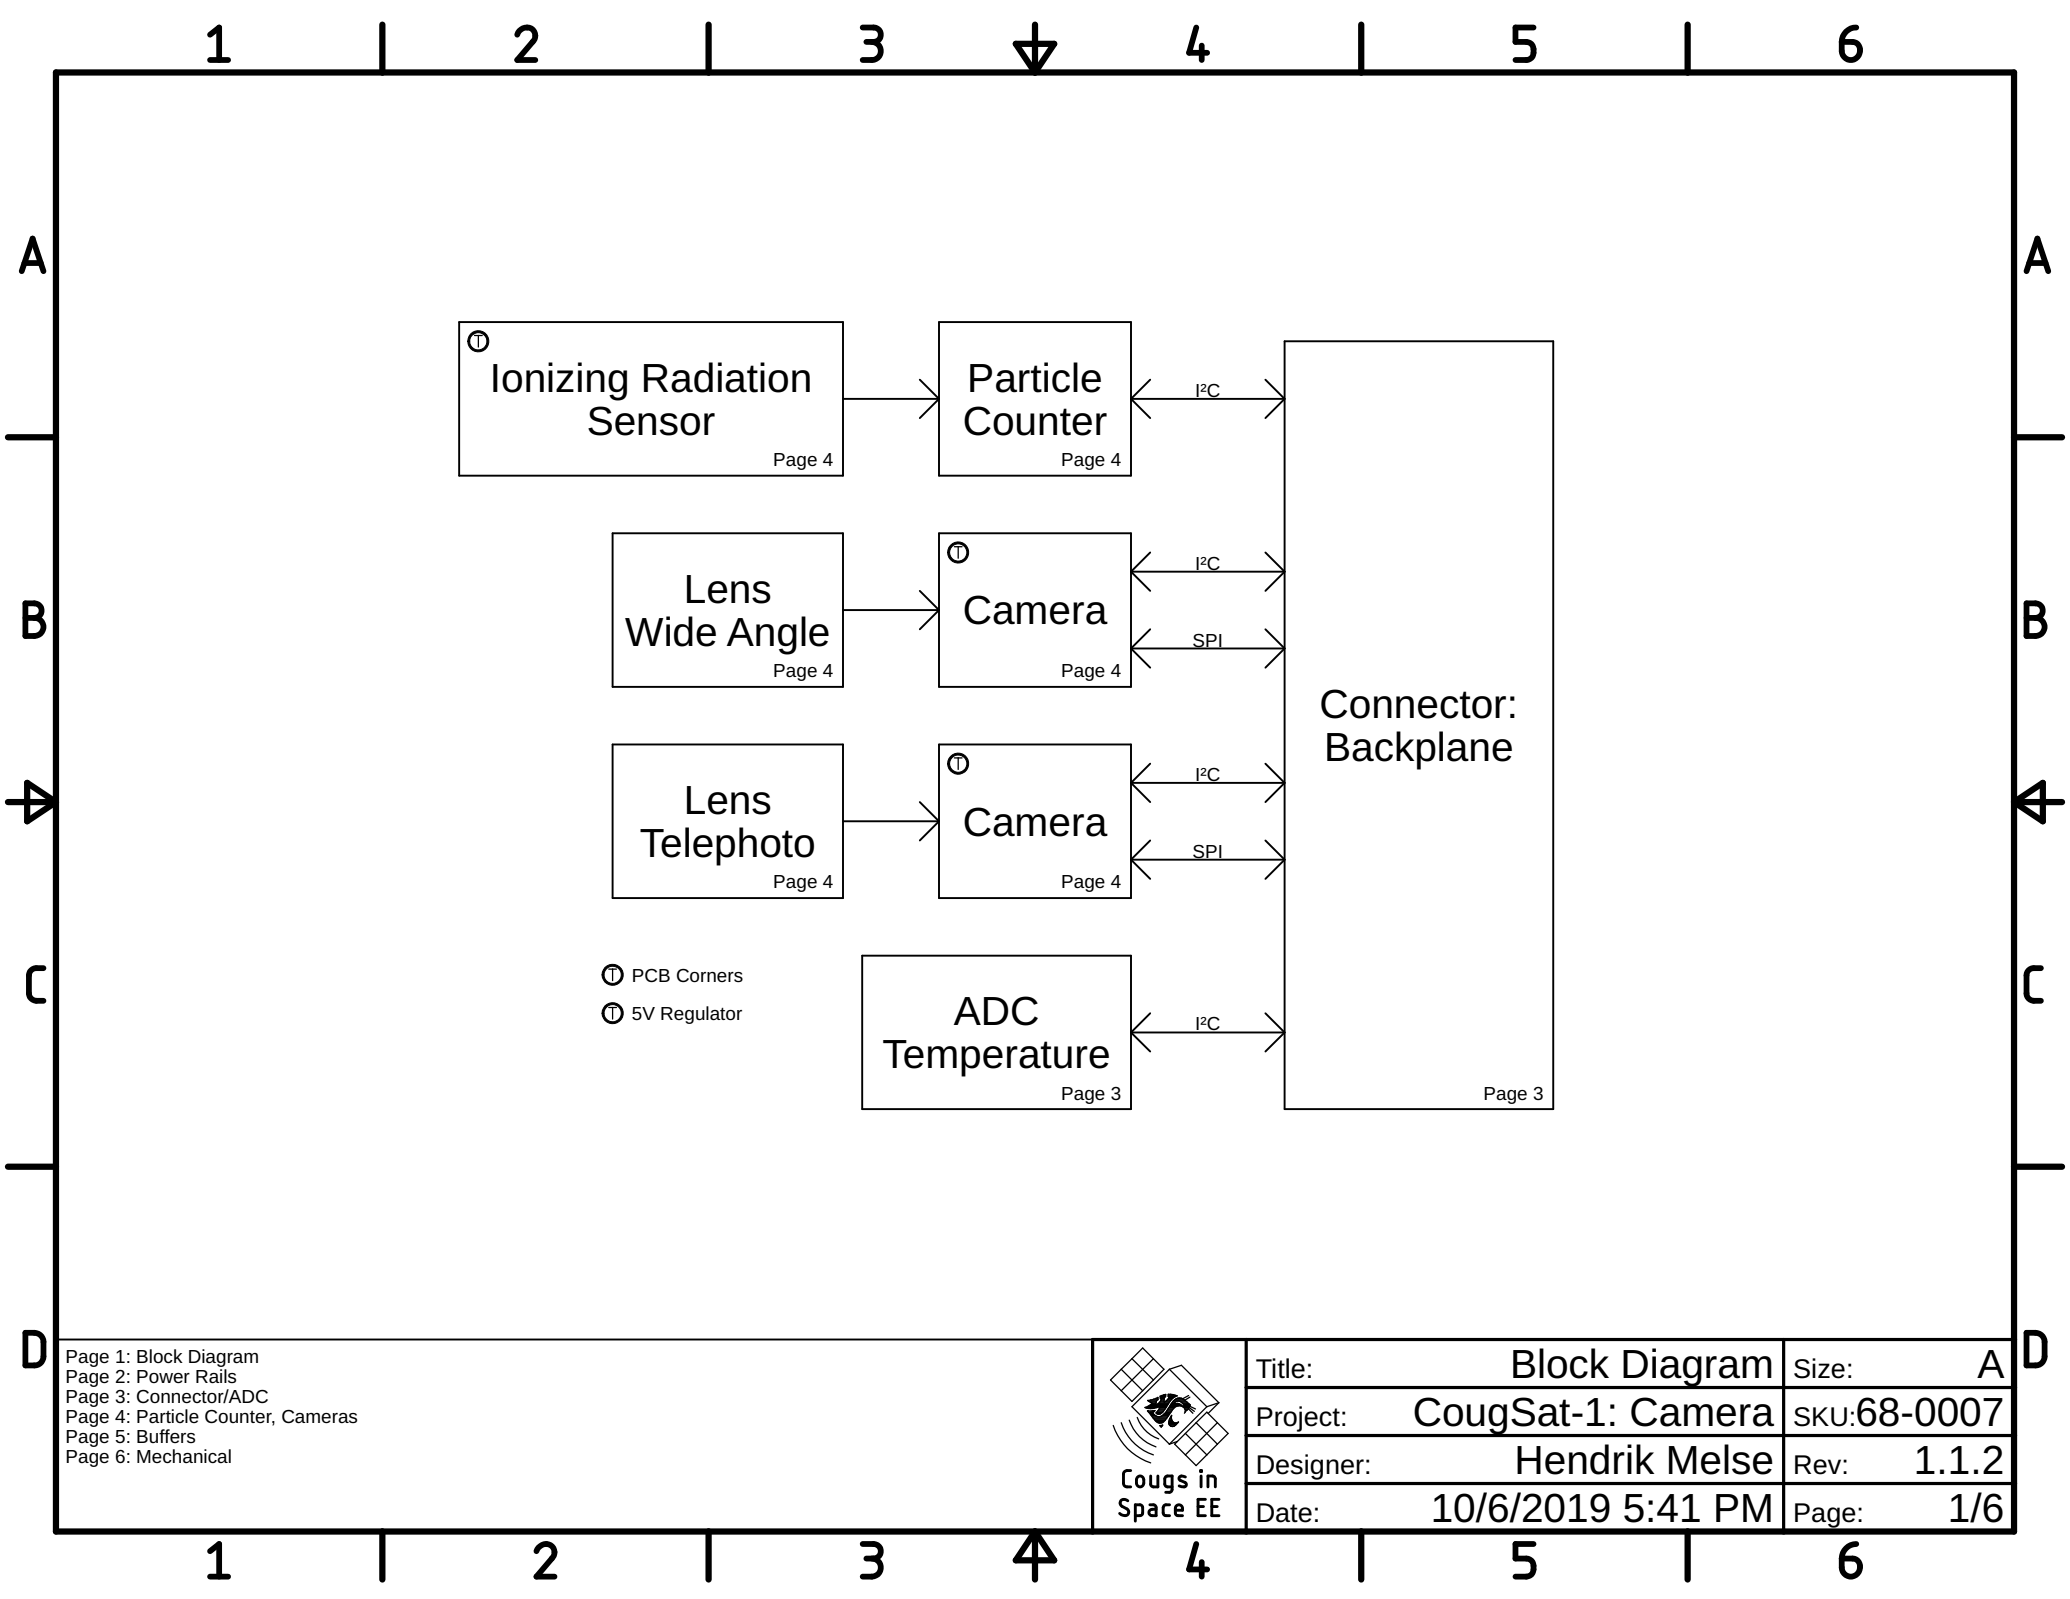 1 2 3 4 5 6
A A
Ⓣ
Ionizing Radiation
Sensor
Page 4
Particle
Counter
Page 4
I²C
B B
Lens
Wide Angle
Page 4
Ⓣ
Camera
Page 4
I²C
SPI
Connector:
Backplane
Page 3
Lens
Telephoto
Page 4
Ⓣ
Camera
Page 4
I²C
SPI
C C
Ⓣ PCB Corners
Ⓣ 5V Regulator
ADC
Temperature
Page 3
I²C
D D
Page 1: Block Diagram
Page 2: Power Rails
Page 3: Connector/ADC
Page 4: Particle Counter, Cameras
Page 5: Buffers
Page 6: Mechanical
Cougs in
Space EE
Title: Block Diagram Size: A
Project: CougSat-1: Camera SKU:68-0007
Designer: Hendrik Melse Rev: 1.1.2
Date: 10/6/2019 5:41 PM Page: 1/6
1 2 3 4 5 6